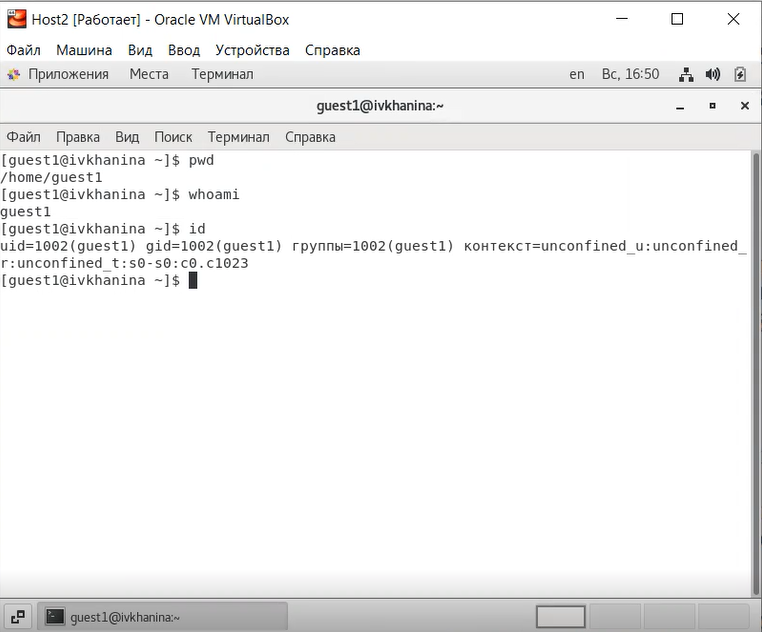 Host2 [Работает] - Oracle VM VirtualBox
Файл Машина Вид Ввод Устройства Справка
Приложения Места Терминал en Вс, 16:50
guest1@ivkhanina:~
Файл Правка Вид Поиск Терминал Справка
[guest1@ivkhanina ~]$ pwd
/home/guest1
[guest1@ivkhanina ~]$ whoami
guest1
[guest1@ivkhanina ~]$ id
uid=1002(guest1) gid=1002(guest1) группы=1002(guest1) контекст=unconfined_u:unconfined_
r:unconfined_t:s0-s0:c0.c1023
[guest1@ivkhanina ~]$
guest1@ivkhanina:~